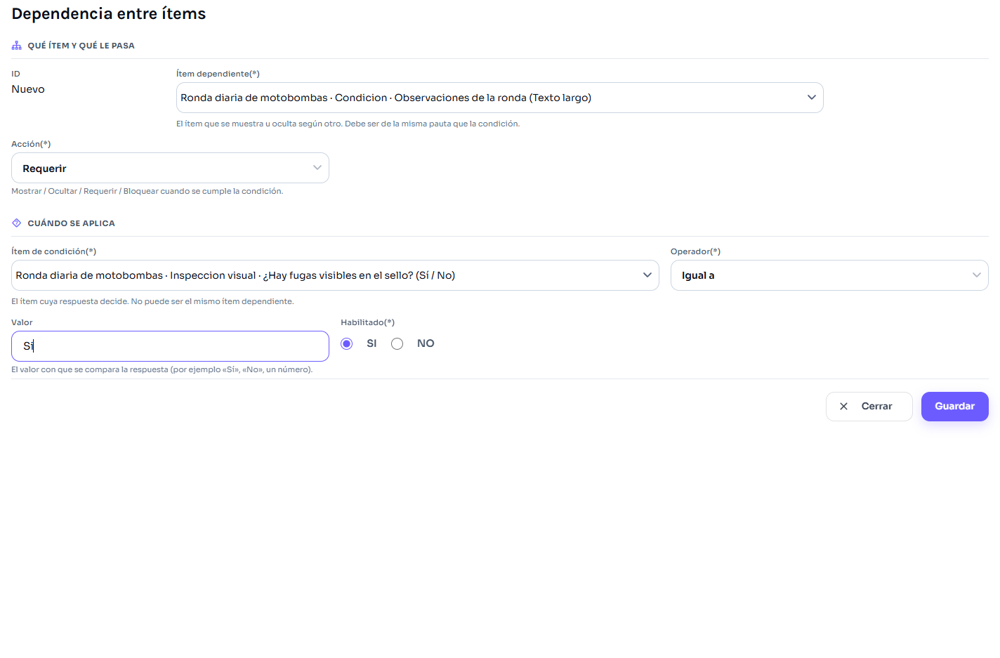 Dependencia entre ítems
QUÉ ÍTEM Y QUÉ LE PASA
ID
Nuevo
Ítem dependiente(*)
Ronda diaria de motobombas · Condicion · Observaciones de la ronda (Texto largo)
El ítem que se muestra u oculta según otro. Debe ser de la misma pauta que la condición.
Acción(*)
Requerir
Mostrar / Ocultar / Requerir / Bloquear cuando se cumple la condición.
CUÁNDO SE APLICA
Ítem de condición(*)
Ronda diaria de motobombas · Inspeccion visual · ¿Hay fugas visibles en el sello? (Sí / No)
El ítem cuya respuesta decide. No puede ser el mismo ítem dependiente.
Operador(*)
Igual a
Valor
Si
El valor con que se compara la respuesta (por ejemplo «Sí», «No», un número).
Habilitado(*)
SI NO
Cerrar
Guardar